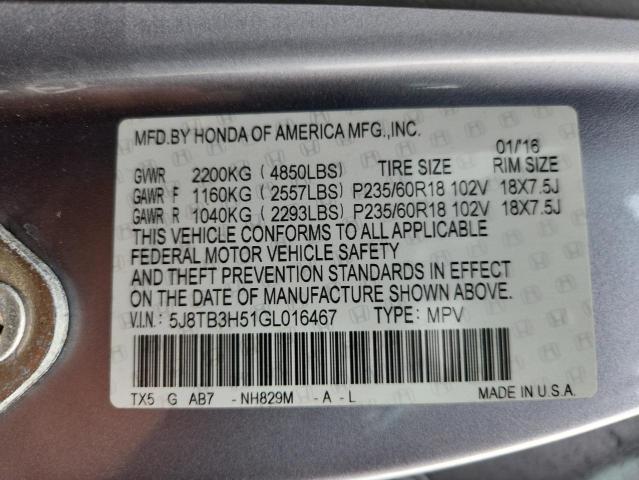 MFD.BY HONDA OF AMERICA MFG.,INC. 01/'16
GVWR 2200KG (4850LBS) TIRE SIZE RIM SIZE
GAWR F 1160KG (2557LBS) P235/60R18 102V 18X7.5J
GAWR R 1040KG (2293LBS) P235/60R18 102V 18X7.5J
THIS VEHICLE CONFORMS TO ALL APPLICABLE
FEDERAL MOTOR VEHICLE SAFETY
AND THEFT PREVENTION STANDARDS IN EFFECT
ON THE DATE OF MANUFACTURE SHOWN ABOVE.
V.I.N.: 5J8TB3H51GL016467 TYPE: MPV
TX5 G AB7 -NH829M -A -L MADE IN U.S.A.